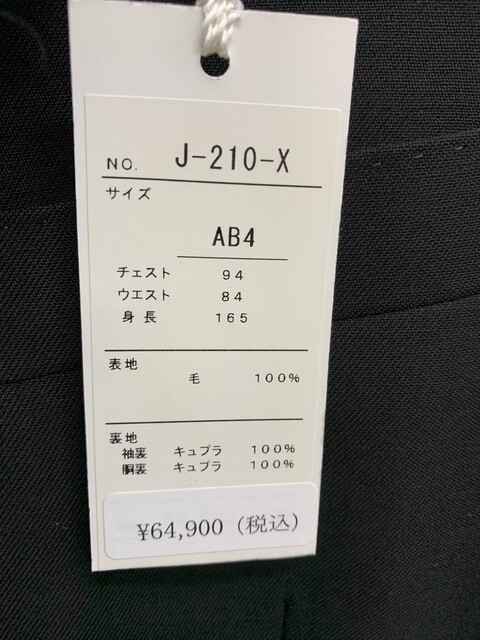 NO. J-210-X
サイズ
AB4
チェスト 94
ウエスト 84
身長 165
表地
毛 100%
裏地
袖裏 キュプラ 100%
胴裏 キュプラ 100%
¥64,900（税込）